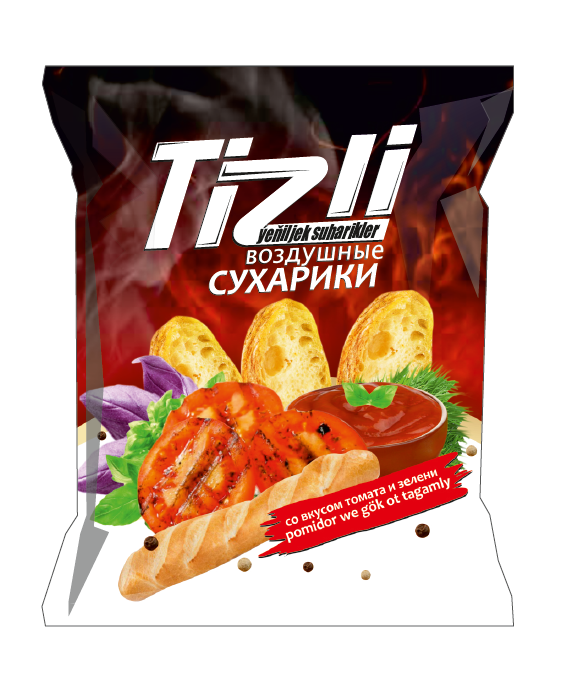 Tizli
yeňiljek suharikler
воздушные
СУХАРИКИ
со вкусом томата и зелени
pomidor we gök ot tagamly